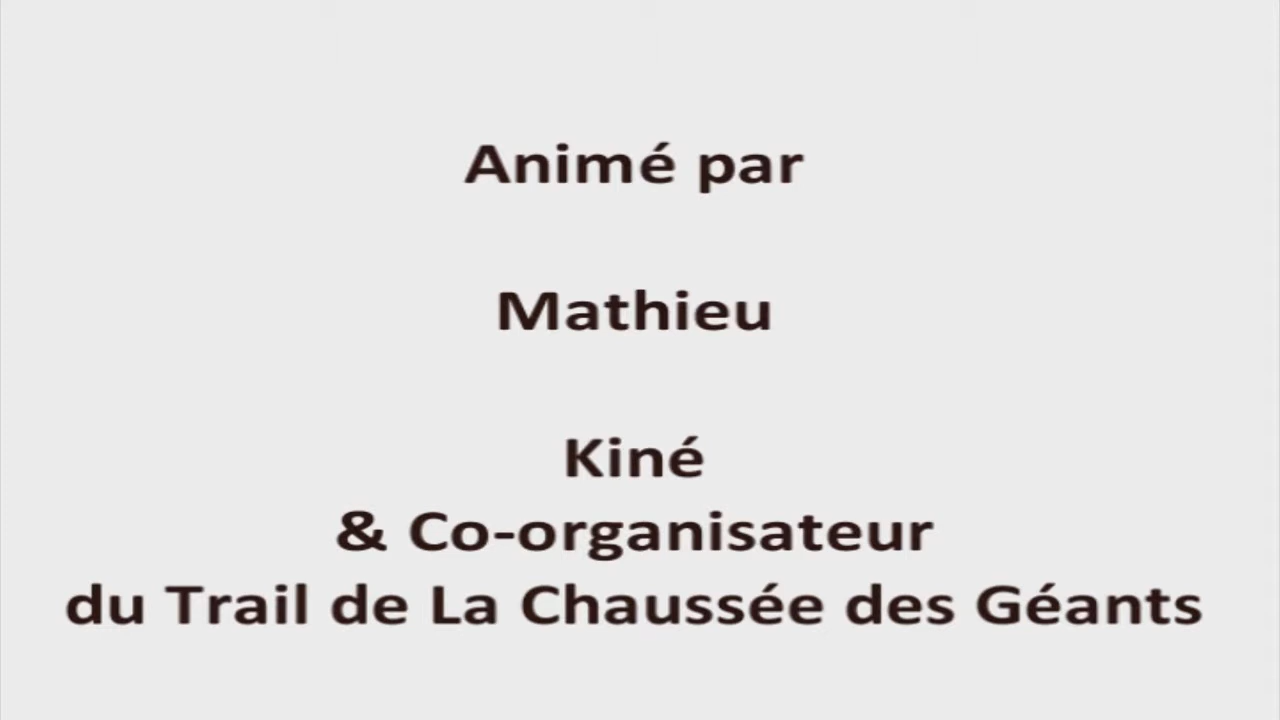 Animé par
Mathieu
Kiné
& Co-organisateur
du Trail de La Chaussée des Géants